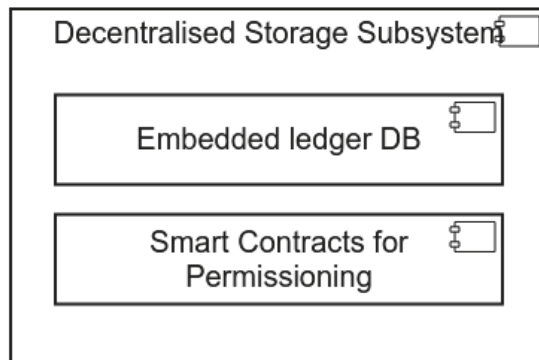 Decentralised Storage Subsystem
Embedded ledger DB
Smart Contracts for
Permissioning